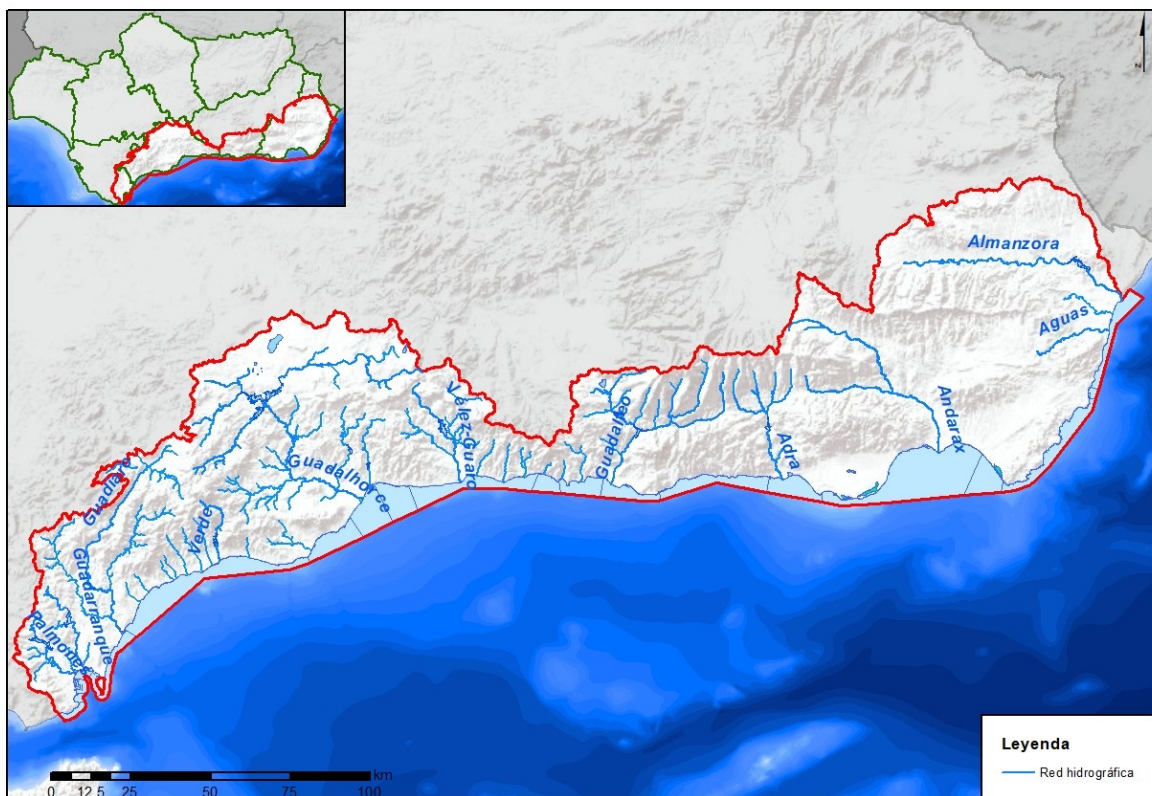 N
Almanzora
Aguas
Andarax
Adra
Guadalfeo
Vélez-Guaro
Guadalhorce
Guadiaro
Verde
Guadarranque
Palmones
km
0 12,5 25 50 75 100
Leyenda
Red hidrográfica